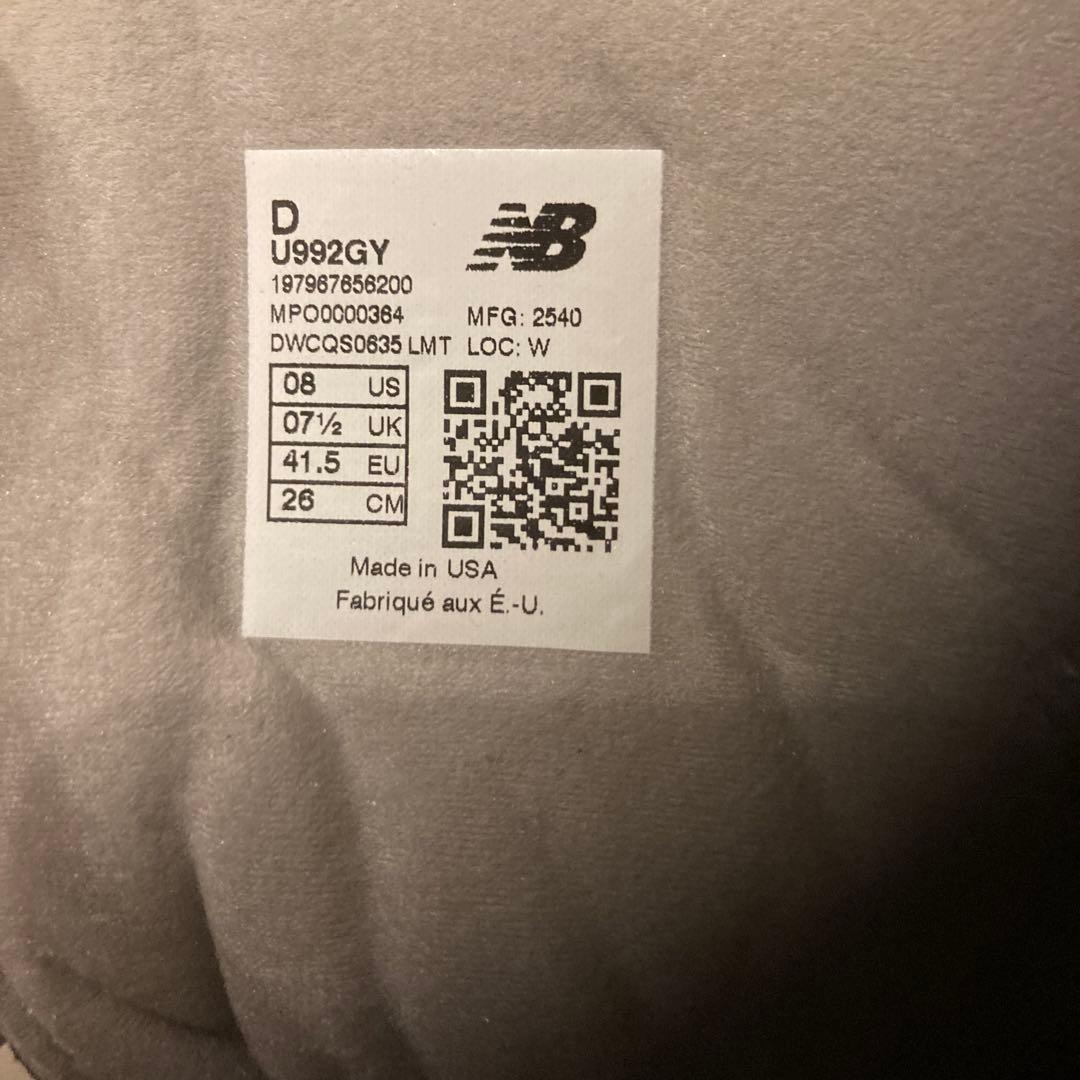 D
NB
U992GY
197967656200
MPO0000364
MFG: 2540
DWCQS0635 LMT
LOC: W
08 US
07½ UK
41.5 EU
26 CM
Made in USA
Fabriqué aux É.-U.